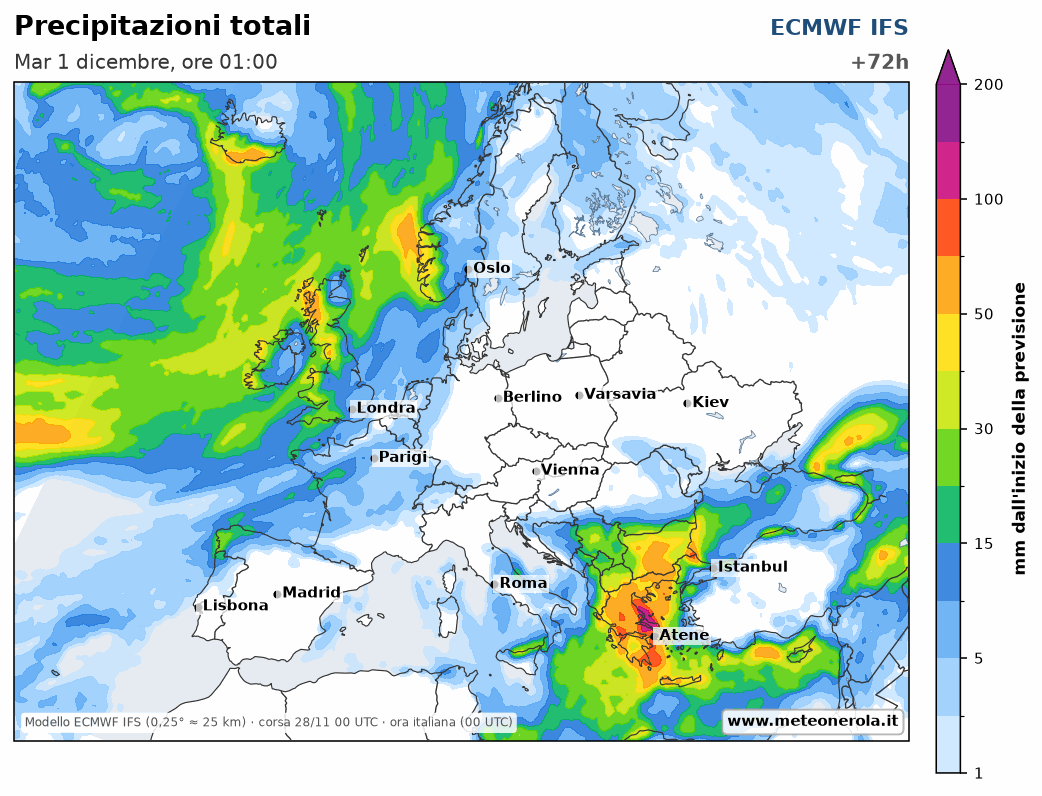 Precipitazioni totali
ECMWF IFS
Mar 1 dicembre, ore 01:00
+72h
200
100
50
30
15
5
1
mm dall'inizio della previsione
Oslo
Londra
Berlino
Varsavia
Kiev
Parigi
Vienna
Istanbul
Roma
Madrid
Lisbona
Atene
Modello ECMWF IFS (0,25° ≈ 25 km) · corsa 28/11 00 UTC · ora italiana (00 UTC)
www.meteonerola.it